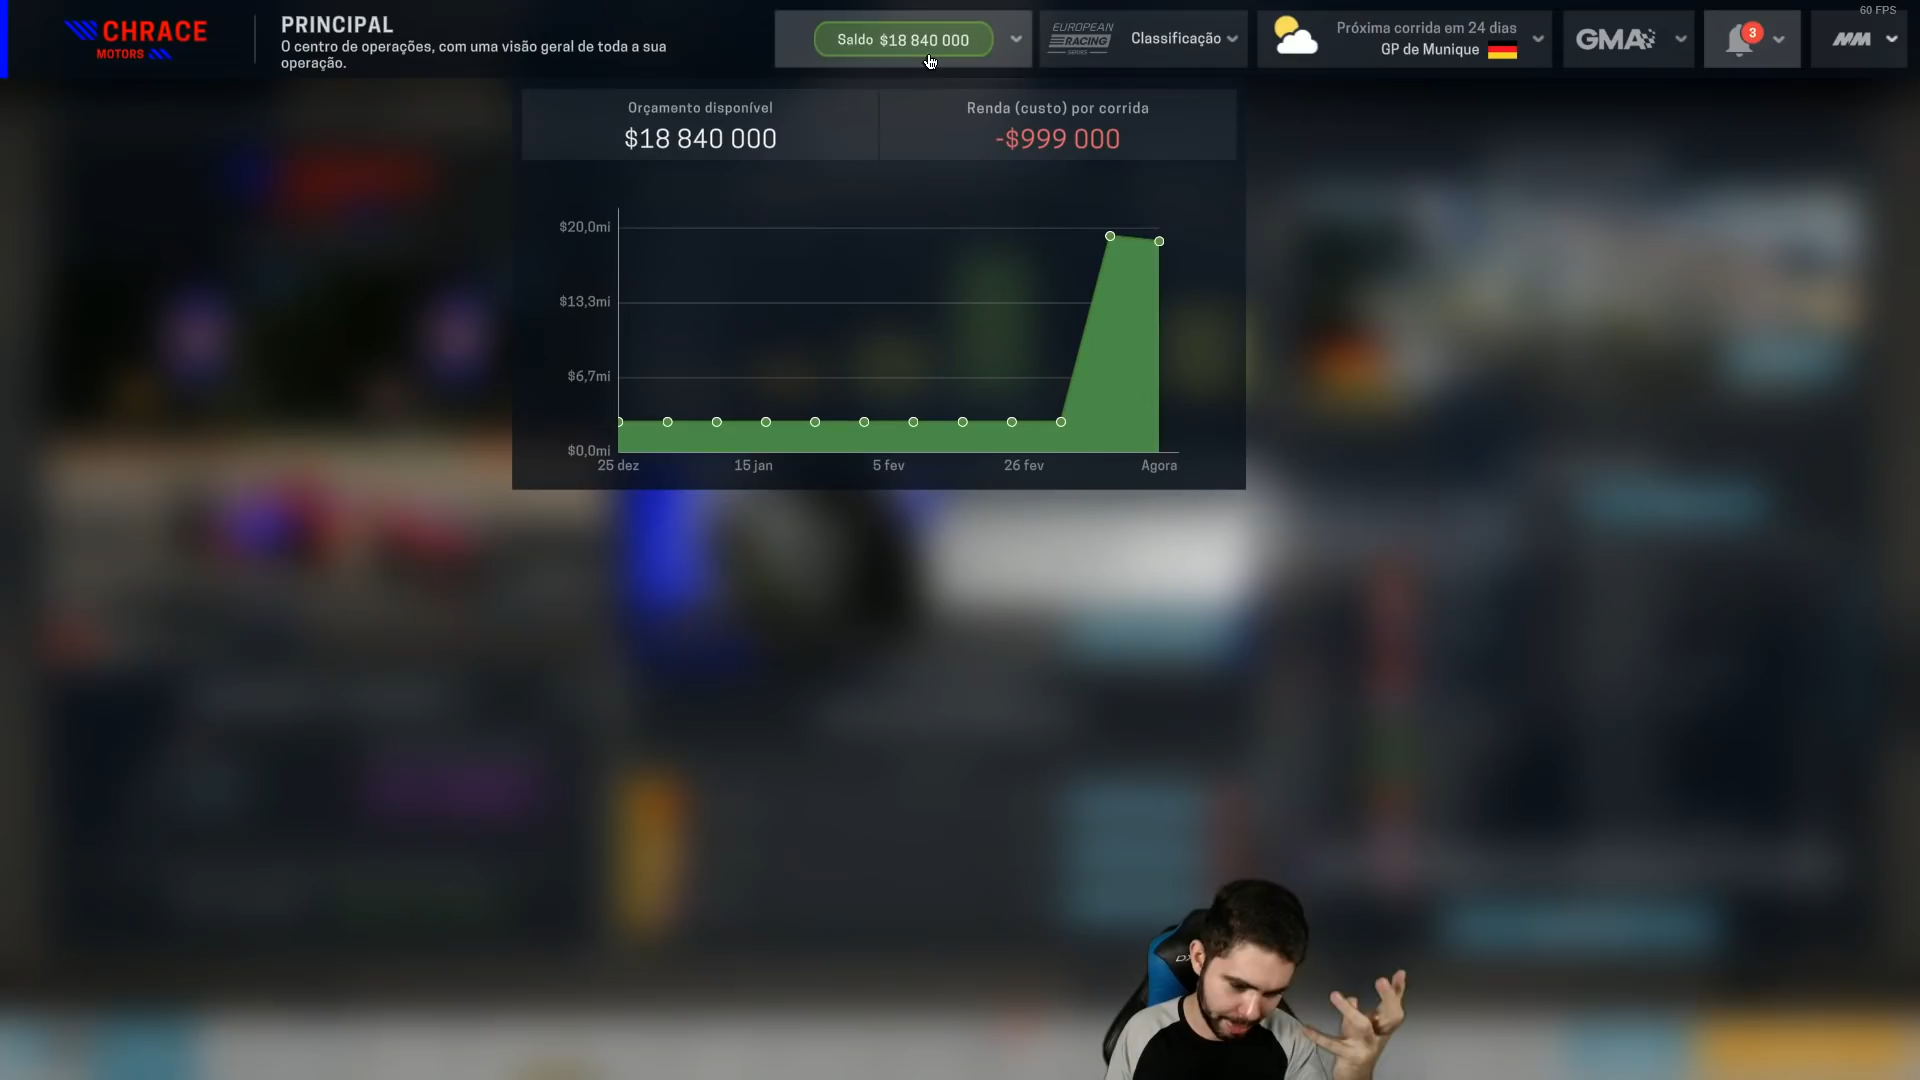 60 FPS
CHRACE
MOTORS
PRINCIPAL
O centro de operações, com uma visão geral de toda a sua
operação.
Saldo $18 840 000
EUROPEAN
RACING
SERIES
Classificação
Próxima corrida em 24 dias
GP de Munique
GMA
3
MM
Orçamento disponível
$18 840 000
Renda (custo) por corrida
-$999 000
$20,0mi
$13,3mi
$6,7mi
$0,0mi
25 dez
15 jan
5 fev
26 fev
Agora